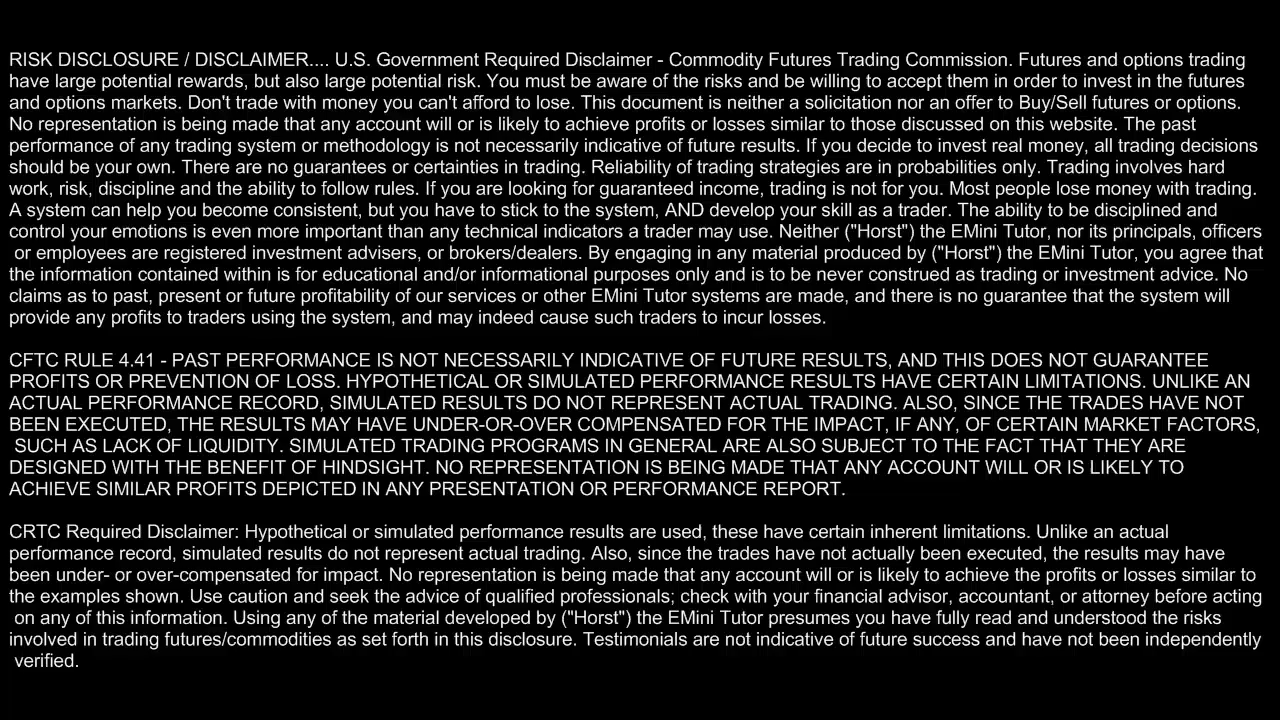 RISK DISCLOSURE / DISCLAIMER.... U.S. Government Required Disclaimer - Commodity Futures Trading Commission. Futures and options trading
have large potential rewards, but also large potential risk. You must be aware of the risks and be willing to accept them in order to invest in the futures
and options markets. Don't trade with money you can't afford to lose. This document is neither a solicitation nor an offer to Buy/Sell futures or options.
No representation is being made that any account will or is likely to achieve profits or losses similar to those discussed on this website. The past
performance of any trading system or methodology is not necessarily indicative of future results. If you decide to invest real money, all trading decisions
should be your own. There are no guarantees or certainties in trading. Reliability of trading strategies are in probabilities only. Trading involves hard
work, risk, discipline and the ability to follow rules. If you are looking for guaranteed income, trading is not for you. Most people lose money with trading.
A system can help you become consistent, but you have to stick to the system, AND develop your skill as a trader. The ability to be disciplined and
control your emotions is even more important than any technical indicators a trader may use. Neither ("Horst") the EMini Tutor, nor its principals, officers
or employees are registered investment advisers, or brokers/dealers. By engaging in any material produced by ("Horst") the EMini Tutor, you agree that
the information contained within is for educational and/or informational purposes only and is to be never construed as trading or investment advice. No
claims as to past, present or future profitability of our services or other EMini Tutor systems are made, and there is no guarantee that the system will
provide any profits to traders using the system, and may indeed cause such traders to incur losses.
CFTC RULE 4.41 - PAST PERFORMANCE IS NOT NECESSARILY INDICATIVE OF FUTURE RESULTS, AND THIS DOES NOT GUARANTEE
PROFITS OR PREVENTION OF LOSS. HYPOTHETICAL OR SIMULATED PERFORMANCE RESULTS HAVE CERTAIN LIMITATIONS. UNLIKE AN
ACTUAL PERFORMANCE RECORD, SIMULATED RESULTS DO NOT REPRESENT ACTUAL TRADING. ALSO, SINCE THE TRADES HAVE NOT
BEEN EXECUTED, THE RESULTS MAY HAVE UNDER-OR-OVER COMPENSATED FOR THE IMPACT, IF ANY, OF CERTAIN MARKET FACTORS,
SUCH AS LACK OF LIQUIDITY. SIMULATED TRADING PROGRAMS IN GENERAL ARE ALSO SUBJECT TO THE FACT THAT THEY ARE
DESIGNED WITH THE BENEFIT OF HINDSIGHT. NO REPRESENTATION IS BEING MADE THAT ANY ACCOUNT WILL OR IS LIKELY TO
ACHIEVE SIMILAR PROFITS DEPICTED IN ANY PRESENTATION OR PERFORMANCE REPORT.
CRTC Required Disclaimer: Hypothetical or simulated performance results are used, these have certain inherent limitations. Unlike an actual
performance record, simulated results do not represent actual trading. Also, since the trades have not actually been executed, the results may have
been under- or over-compensated for impact. No representation is being made that any account will or is likely to achieve the profits or losses similar to
the examples shown. Use caution and seek the advice of qualified professionals; check with your financial advisor, accountant, or attorney before acting
on any of this information. Using any of the material developed by ("Horst") the EMini Tutor presumes you have fully read and understood the risks
involved in trading futures/commodities as set forth in this disclosure. Testimonials are not indicative of future success and have not been independently
verified.